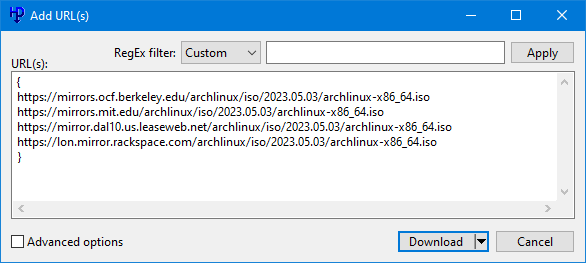 Add URL(s)
RegEx filter: Custom Apply
URL(s):
{
https://mirrors.ocf.berkeley.edu/archlinux/iso/2023.05.03/archlinux-x86_64.iso
https://mirrors.mit.edu/archlinux/iso/2023.05.03/archlinux-x86_64.iso
https://mirror.dal10.us.leaseweb.net/archlinux/iso/2023.05.03/archlinux-x86_64.iso
https://lon.mirror.rackspace.com/archlinux/iso/2023.05.03/archlinux-x86_64.iso
}
Advanced options Download Cancel